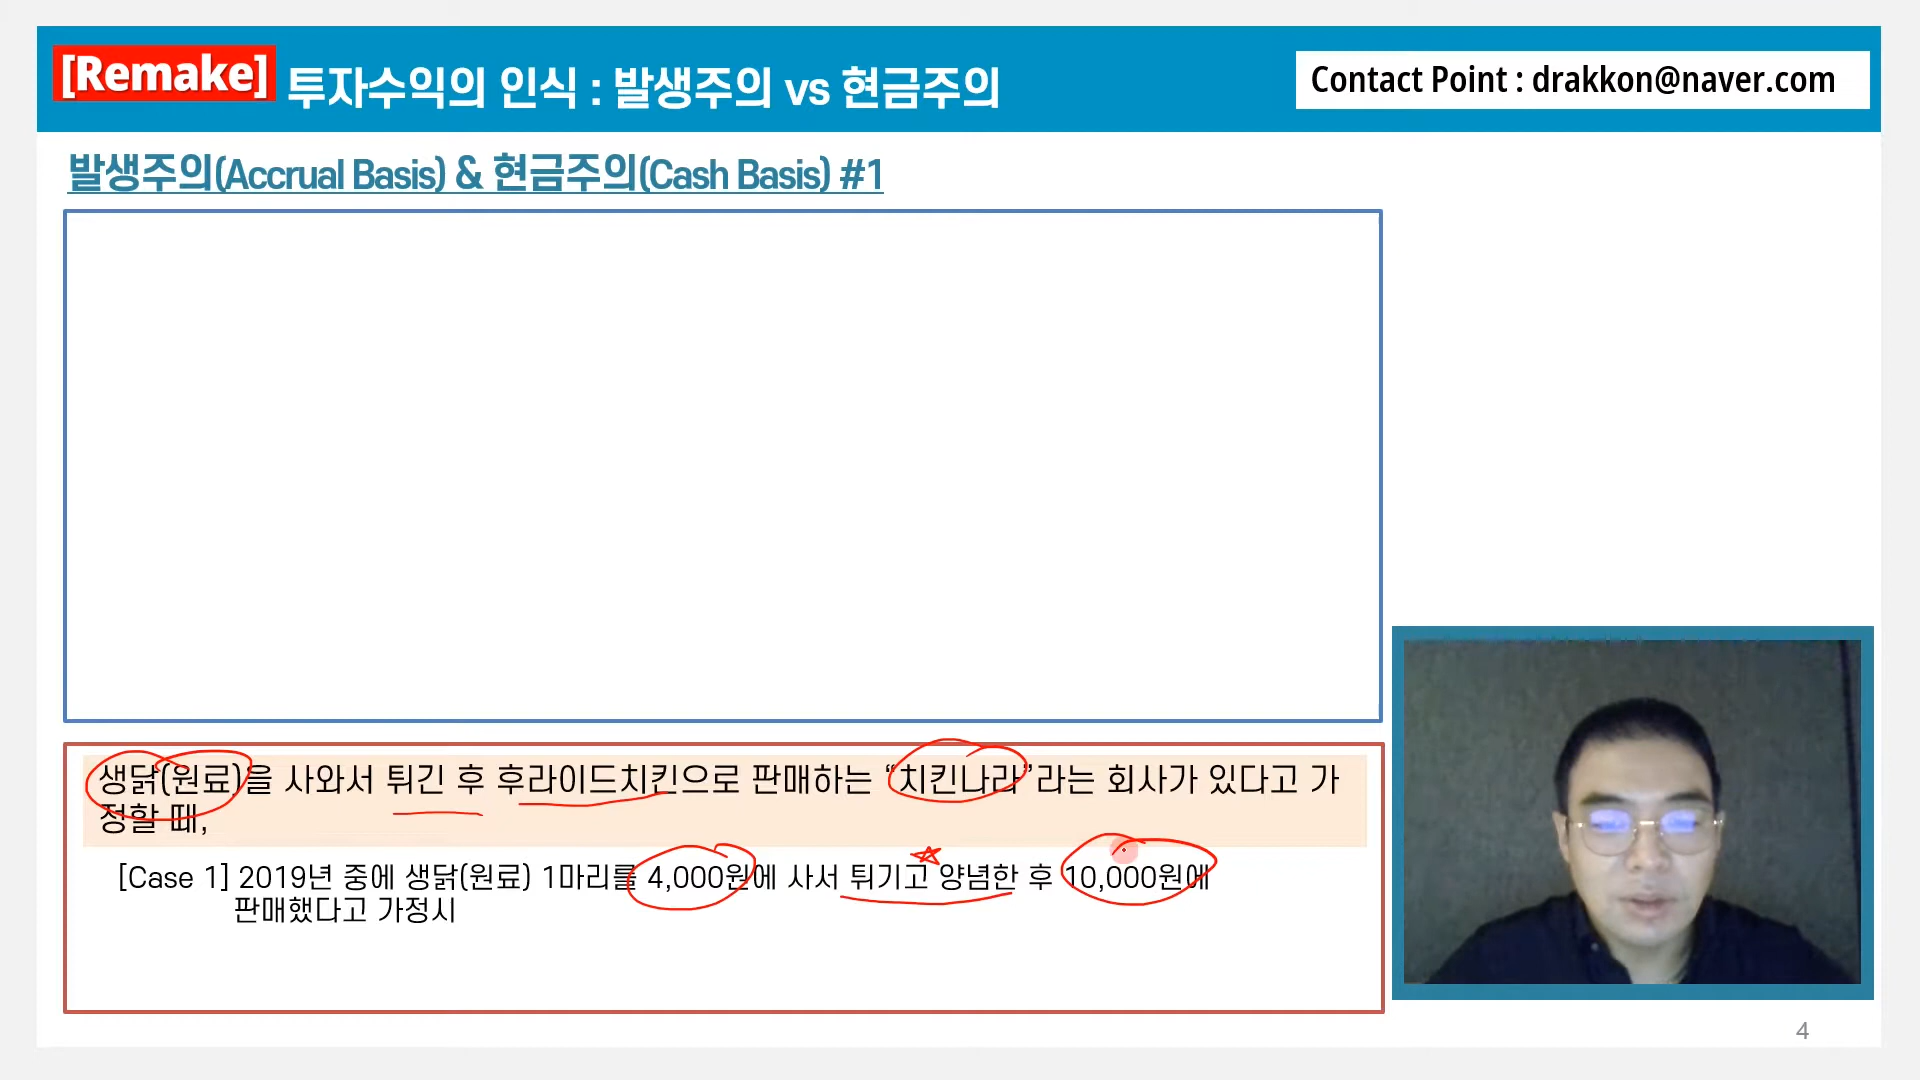 [Remake] 투자수익의 인식 : 발생주의 vs 현금주의
Contact Point : drakkon@naver.com
발생주의(Accrual Basis) & 현금주의(Cash Basis) #1
생닭(원료)을 사와서 튀긴 후 후라이드치킨으로 판매하는 “치킨나라”라는 회사가 있다고 가
정할 때,
[Case 1] 2019년 중에 생닭(원료) 1마리를 4,000원에 사서 튀기고 양념한 후 10,000원에
판매했다고 가정시
4